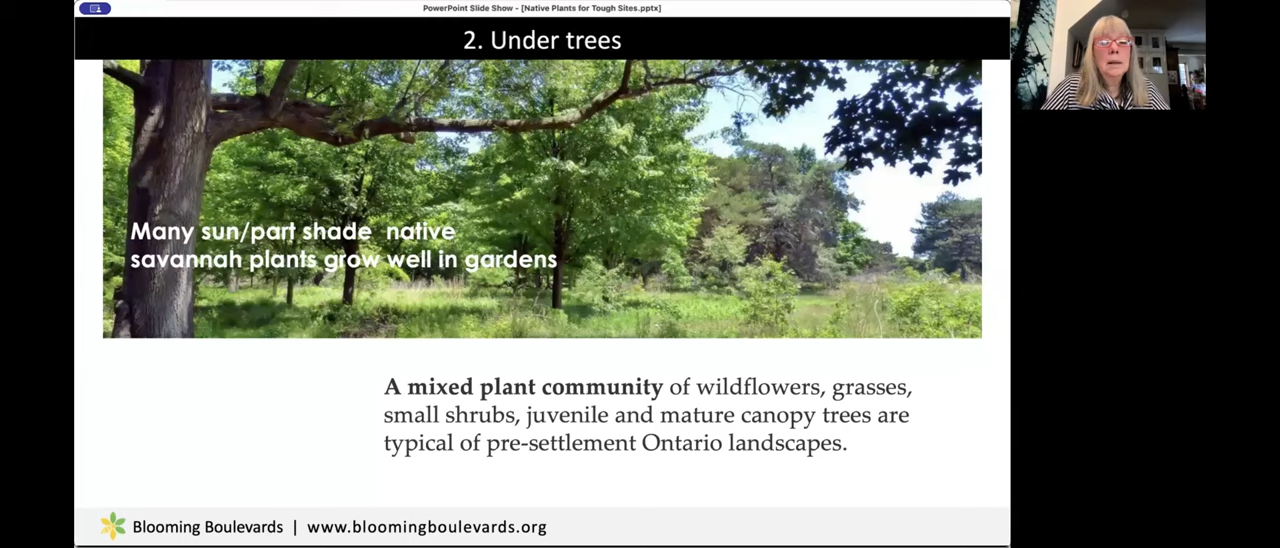 PowerPoint Slide Show - [Native Plants for Tough Sites.pptx]
2. Under trees
Many sun/part shade native
savannah plants grow well in gardens
A mixed plant community of wildflowers, grasses,
small shrubs, juvenile and mature canopy trees are
typical of pre-settlement Ontario landscapes.
Blooming Boulevards | www.bloomingboulevards.org